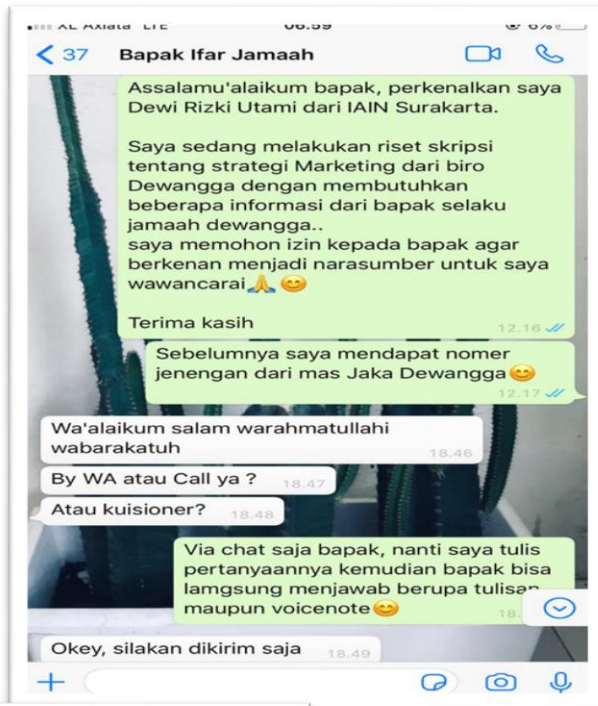 XL Axiata LTE 06.59 6%
37 Bapak Ifar Jamaah
Assalamu'alaikum bapak, perkenalkan saya
Dewi Rizki Utami dari IAIN Surakarta.
Saya sedang melakukan riset skripsi
tentang strategi Marketing dari biro
Dewangga dengan membutuhkan
beberapa informasi dari bapak selaku
jamaah dewangga..
saya memohon izin kepada bapak agar
berkenan menjadi narasumber untuk saya
wawancarai🙏😊
Terima kasih
12.16
Sebelumnya saya mendapat nomer
jenengan dari mas Jaka Dewangga😊
12.17
Wa'alaikum salam warahmatullahi
wabarakatuh
18.46
By WA atau Call ya ? 18.47
Atau kuisioner? 18.48
Via chat saja bapak, nanti saya tulis
pertanyaannya kemudian bapak bisa
lamgsung menjawab berupa tulisan
maupun voicenote😊 18.
Okey, silakan dikirim saja 18.49